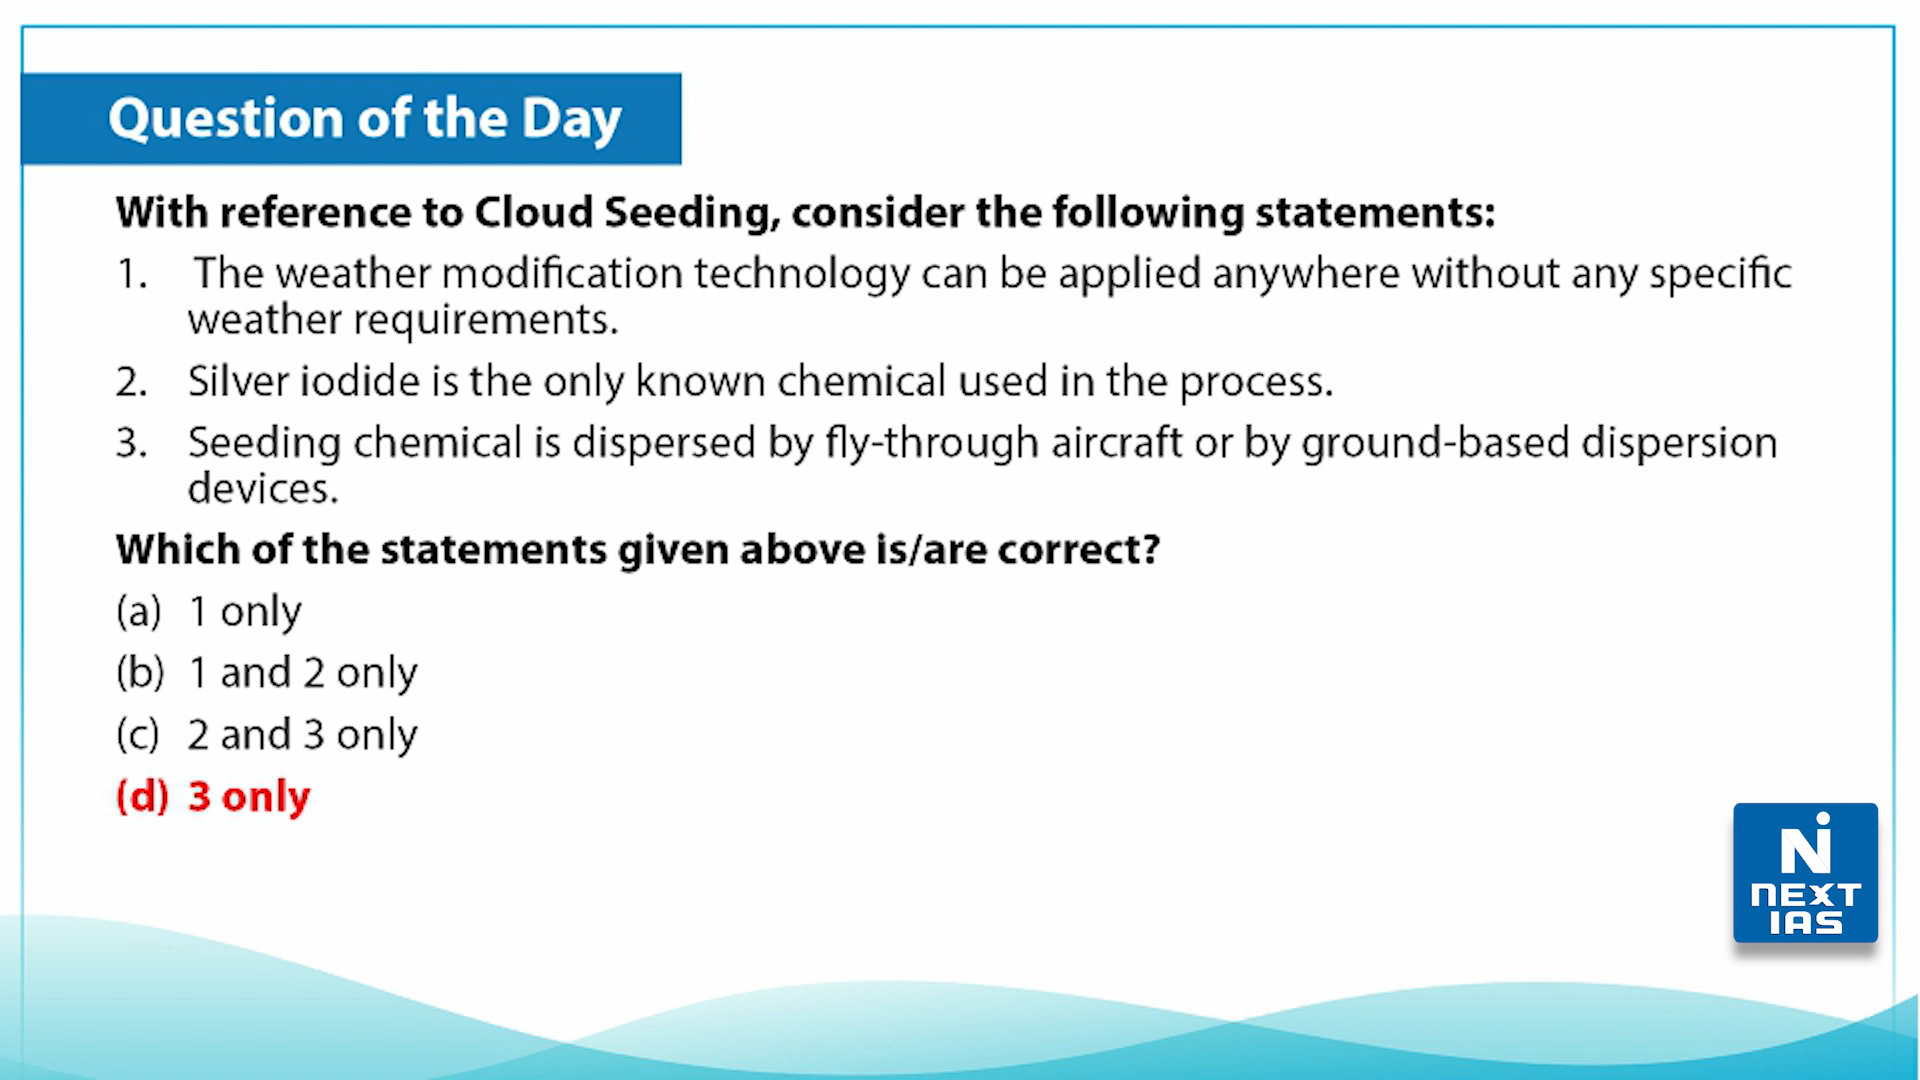 Question of the Day
With reference to Cloud Seeding, consider the following statements:
1. The weather modification technology can be applied anywhere without any specific
weather requirements.
2. Silver iodide is the only known chemical used in the process.
3. Seeding chemical is dispersed by fly-through aircraft or by ground-based dispersion
devices.
Which of the statements given above is/are correct?
(a) 1 only
(b) 1 and 2 only
(c) 2 and 3 only
(d) 3 only
NEXT
IAS